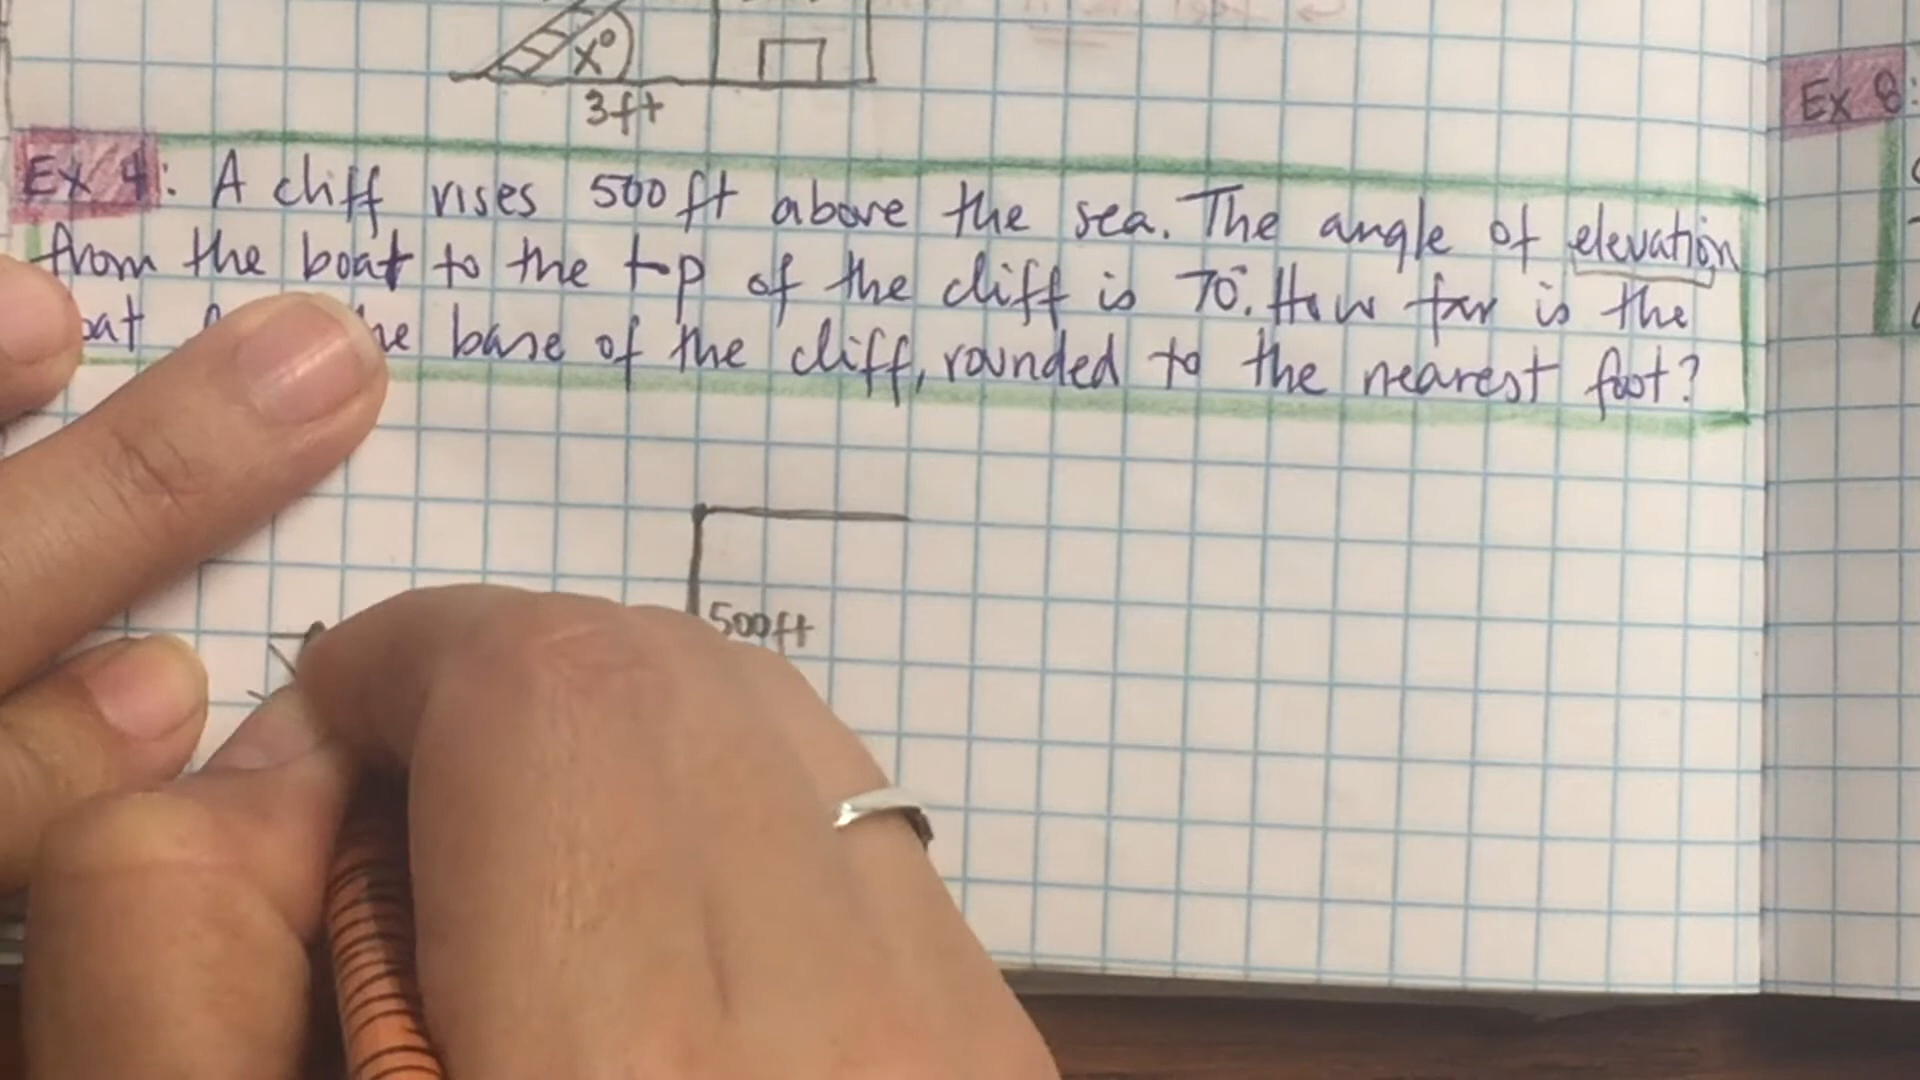 x°
3ft
Ex 4: A cliff rises 500ft above the sea. The angle of elevation
from the boat to the top of the cliff is 70°. How far is the
base of the cliff, rounded to the nearest foot?
500ft
Ex 8: